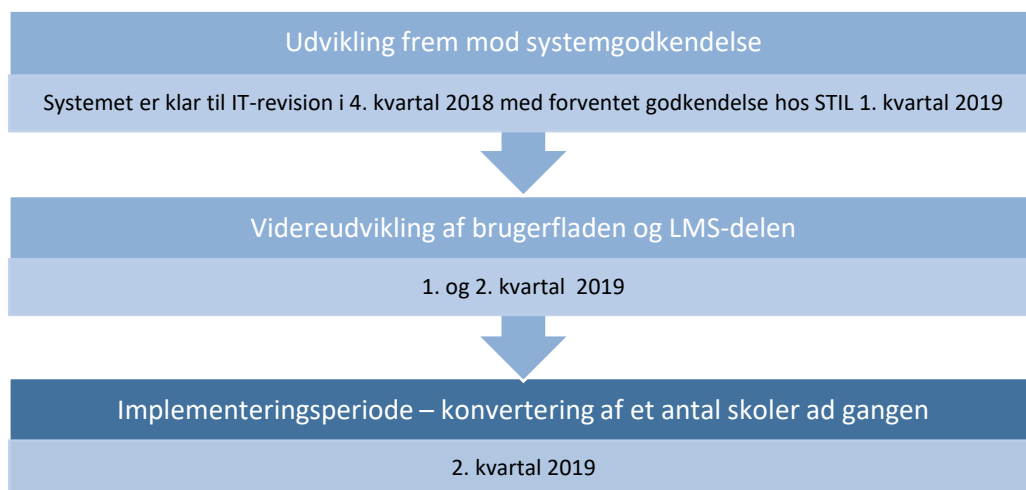 Udvikling frem mod systemgodkendelse
Systemet er klar til IT-revision i 4. kvartal 2018 med forventet godkendelse hos STIL 1. kvartal 2019
Videreudvikling af brugerfladen og LMS-delen
1. og 2. kvartal 2019
Implementeringsperiode – konvertering af et antal skoler ad gangen
2. kvartal 2019